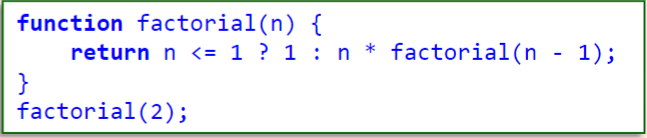 function factorial(n) {
    return n <= 1 ? 1 : n * factorial(n - 1);
}
factorial(2);